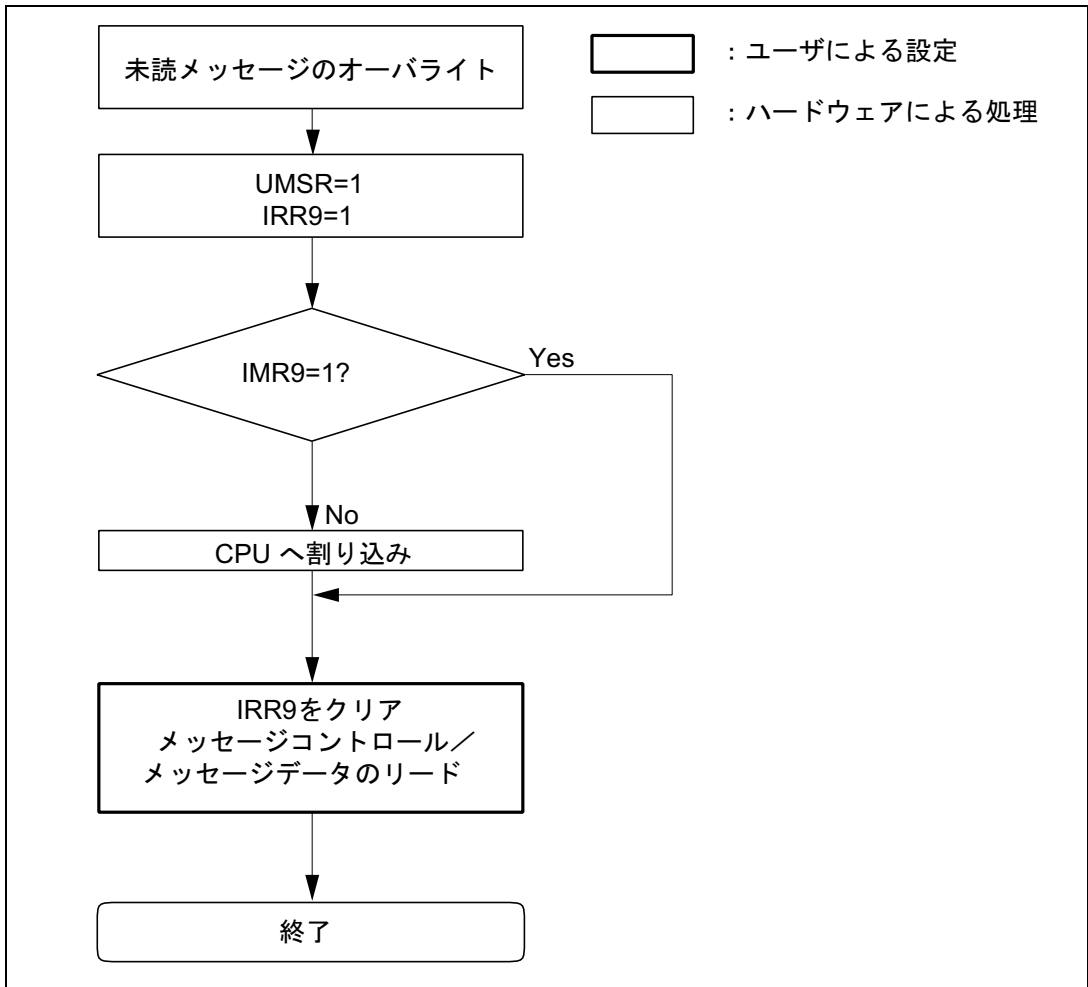 未読メッセージのオーバライト
：ユーザによる設定
：ハードウェアによる処理
UMSR=1
IRR9=1
IMR9=1?
Yes
No
CPU へ割り込み
IRR9をクリア
メッセージコントロール／
メッセージデータのリード
終了